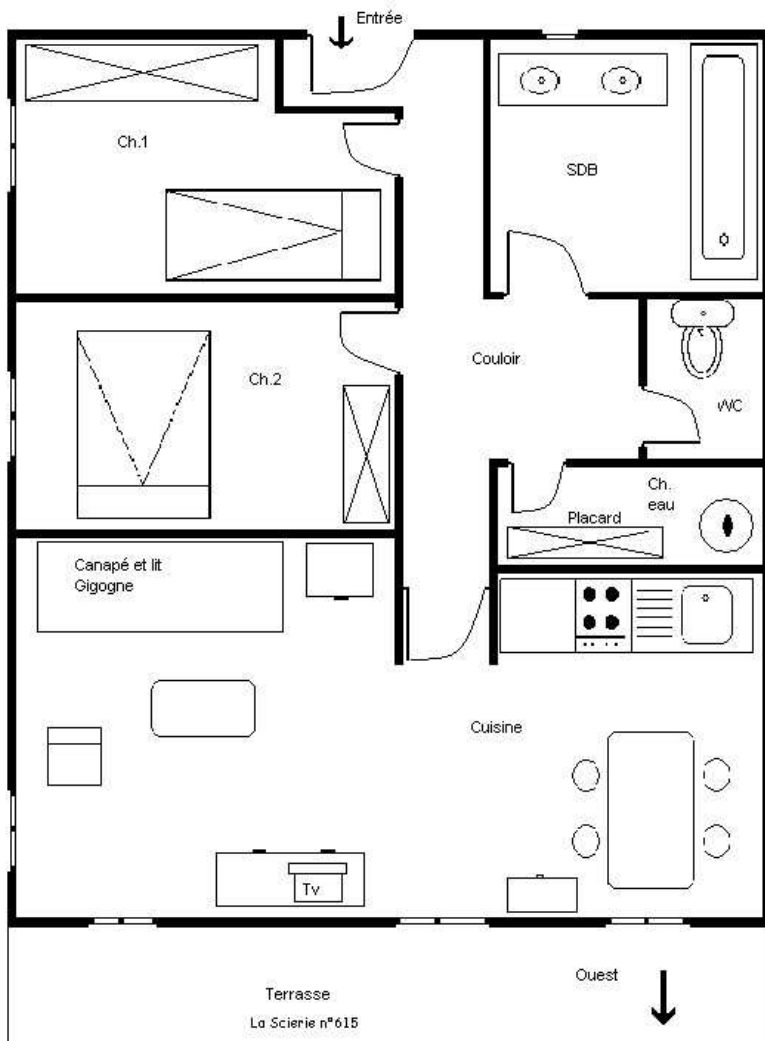 Entrée
Ch.1
SDB
Ch.2
Couloir
WC
Ch.
eau
Placard
Canapé et lit
Gigogne
Cuisine
Tv
Ouest
Terrasse
La Scierie n°615